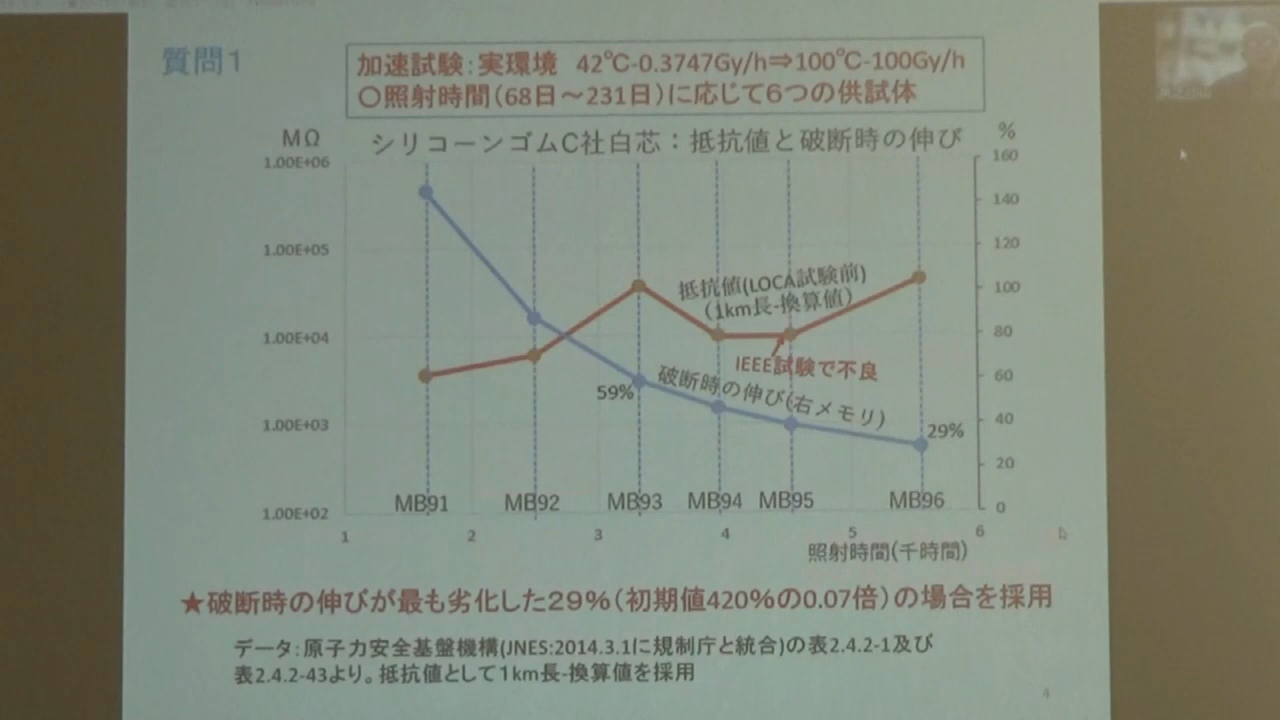 質問1
加速試験：実環境 42℃-0.3747Gy/h⇒100℃-100Gy/h
〇照射時間（68日～231日）に応じて6つの供試体
MΩ
シリコーンゴムC社白芯：抵抗値と破断時の伸び
%
1.00E+06
1.00E+05
1.00E+04
1.00E+03
1.00E+02
160
140
120
100
80
60
40
20
0
抵抗値(LOCA試験前)
（1km長-換算値）
IEEE試験で不良
59%
破断時の伸び(右メモリ)
29%
MB91 MB92 MB93 MB94 MB95 MB96
1 2 3 4 5 6
照射時間(千時間)
★破断時の伸びが最も劣化した29%（初期値420%の0.07倍）の場合を採用
データ：原子力安全基盤機構(JNES:2014.3.1に規制庁と統合)の表2.4.2-1及び
表2.4.2-43より。抵抗値として1km長-換算値を採用
4